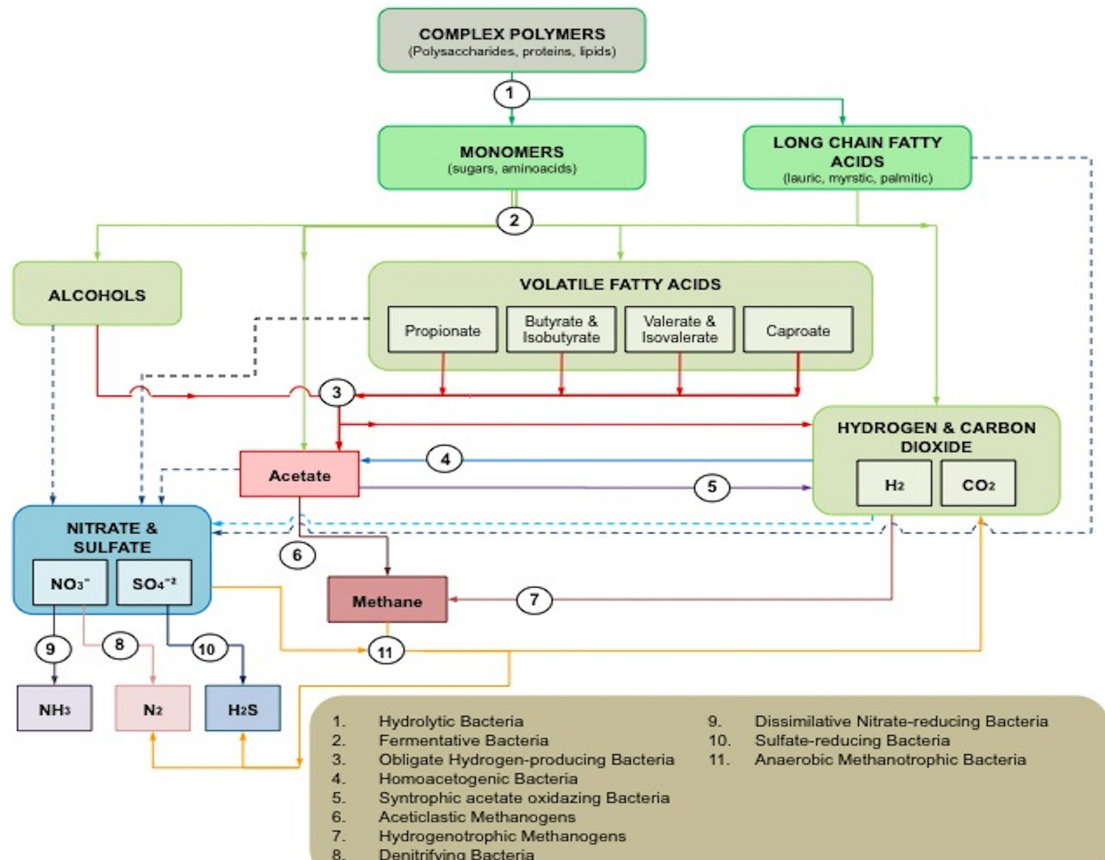 COMPLEX POLYMERS
(Polysaccharides, proteins, lipids)
1
MONOMERS
(sugars, aminoacids)
LONG CHAIN FATTY
ACIDS
(lauric, myrstic, palmitic)
2
ALCOHOLS
VOLATILE FATTY ACIDS
Propionate
Butyrate &
Isobutyrate
Valerate &
Isovalerate
Caproate
3
HYDROGEN & CARBON
DIOXIDE
H2
CO2
4
Acetate
5
NITRATE &
SULFATE
NO3⁻
SO4⁻²
6
Methane
7
9
8
10
11
NH3
N2
H2S
1. Hydrolytic Bacteria
2. Fermentative Bacteria
3. Obligate Hydrogen-producing Bacteria
4. Homoacetogenic Bacteria
5. Syntrophic acetate oxidazing Bacteria
6. Aceticlastic Methanogens
7. Hydrogenotrophic Methanogens
8. Denitrifying Bacteria
9. Dissimilative Nitrate-reducing Bacteria
10. Sulfate-reducing Bacteria
11. Anaerobic Methanotrophic Bacteria